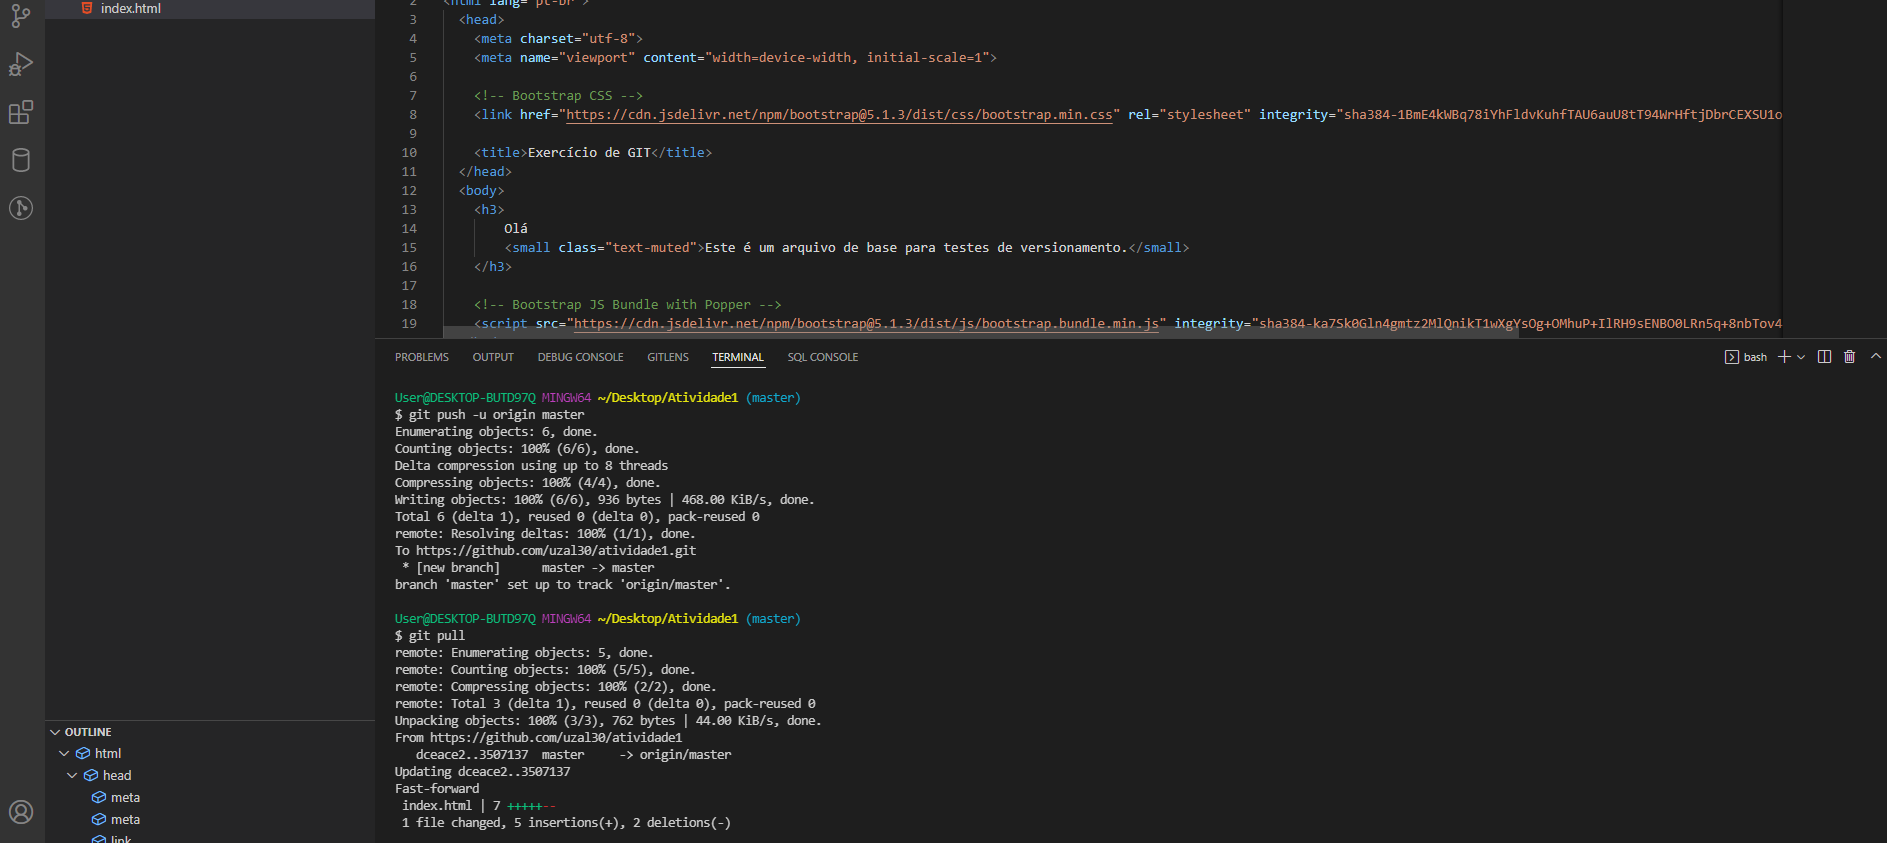 index.html
2 <html lang="pt-br">
3 <head>
4 <meta charset="utf-8">
5 <meta name="viewport" content="width=device-width, initial-scale=1">
6
7 <!-- Bootstrap CSS -->
8 <link href="https://cdn.jsdelivr.net/npm/bootstrap@5.1.3/dist/css/bootstrap.min.css" rel="stylesheet" integrity="sha384-1BmE4kWBq78iYhFldvKuhfTAU6auU8tT94WrHftjDbrCEXSU1o
9
10 <title>Exercício de GIT</title>
11 </head>
12 <body>
13 <h3>
14 Olá
15 <small class="text-muted">Este é um arquivo de base para testes de versionamento.</small>
16 </h3>
17
18 <!-- Bootstrap JS Bundle with Popper -->
19 <script src="https://cdn.jsdelivr.net/npm/bootstrap@5.1.3/dist/js/bootstrap.bundle.min.js" integrity="sha384-ka7Sk0Gln4gmtz2MlQnikT1wXgYsOg+OMhuP+IlRH9sENBO0LRn5q+8nbTov4
PROBLEMS OUTPUT DEBUG CONSOLE GITLENS TERMINAL SQL CONSOLE
bash
User@DESKTOP-BUTD97Q MINGW64 ~/Desktop/Atividade1 (master)
$ git push -u origin master
Enumerating objects: 6, done.
Counting objects: 100% (6/6), done.
Delta compression using up to 8 threads
Compressing objects: 100% (4/4), done.
Writing objects: 100% (6/6), 936 bytes | 468.00 KiB/s, done.
Total 6 (delta 1), reused 0 (delta 0), pack-reused 0
remote: Resolving deltas: 100% (1/1), done.
To https://github.com/uzal30/atividade1.git
* [new branch] master -> master
branch 'master' set up to track 'origin/master'.
User@DESKTOP-BUTD97Q MINGW64 ~/Desktop/Atividade1 (master)
$ git pull
remote: Enumerating objects: 5, done.
remote: Counting objects: 100% (5/5), done.
remote: Compressing objects: 100% (2/2), done.
remote: Total 3 (delta 1), reused 0 (delta 0), pack-reused 0
Unpacking objects: 100% (3/3), 762 bytes | 44.00 KiB/s, done.
From https://github.com/uzal30/atividade1
dceace2..3507137 master -> origin/master
Updating dceace2..3507137
Fast-forward
index.html | 7 +++++--
1 file changed, 5 insertions(+), 2 deletions(-)
OUTLINE
html
head
meta
meta
link